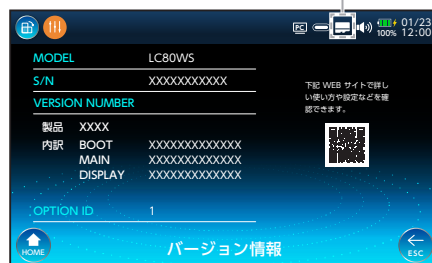 PC 100% 01/23
12:00
MODEL LC80WS
S/N XXXXXXXXXXX
VERSION NUMBER
製品 XXXX
内訳 BOOT XXXXXXXXXXXXX
MAIN XXXXXXXXXXXXX
DISPLAY XXXXXXXXXXXXX
OPTION ID 1
下記 WEB サイトで詳し
い使い方や設定などを確
認できます。
HOME バージョン情報 ESC